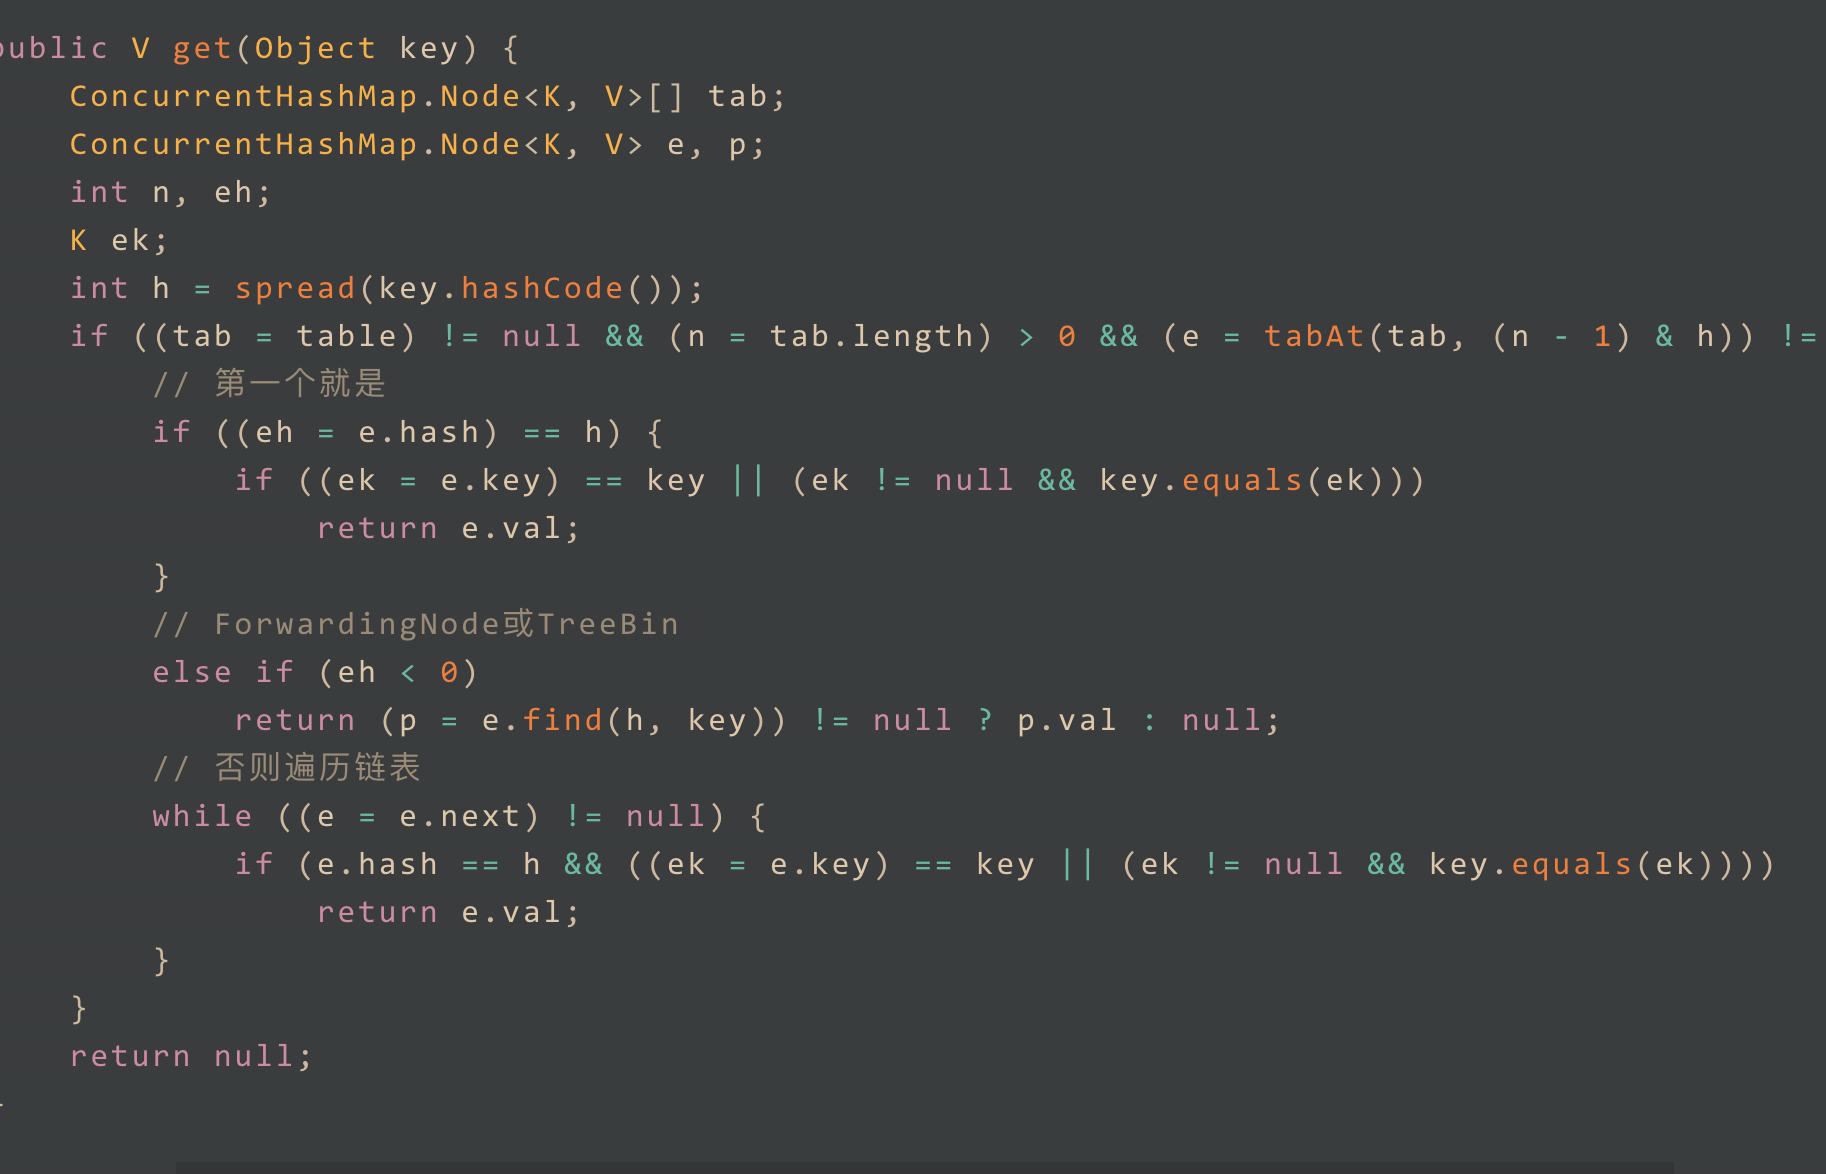 public V get(Object key) {
    ConcurrentHashMap.Node<K, V>[] tab;
    ConcurrentHashMap.Node<K, V> e, p;
    int n, eh;
    K ek;
    int h = spread(key.hashCode());
    if ((tab = table) != null && (n = tab.length) > 0 && (e = tabAt(tab, (n - 1) & h)) !=
        // 第一个就是
        if ((eh = e.hash) == h) {
            if ((ek = e.key) == key || (ek != null && key.equals(ek)))
                return e.val;
        }
        // ForwardingNode或TreeBin
        else if (eh < 0)
            return (p = e.find(h, key)) != null ? p.val : null;
        // 否则遍历链表
        while ((e = e.next) != null) {
            if (e.hash == h && ((ek = e.key) == key || (ek != null && key.equals(ek))))
                return e.val;
        }
    }
    return null;